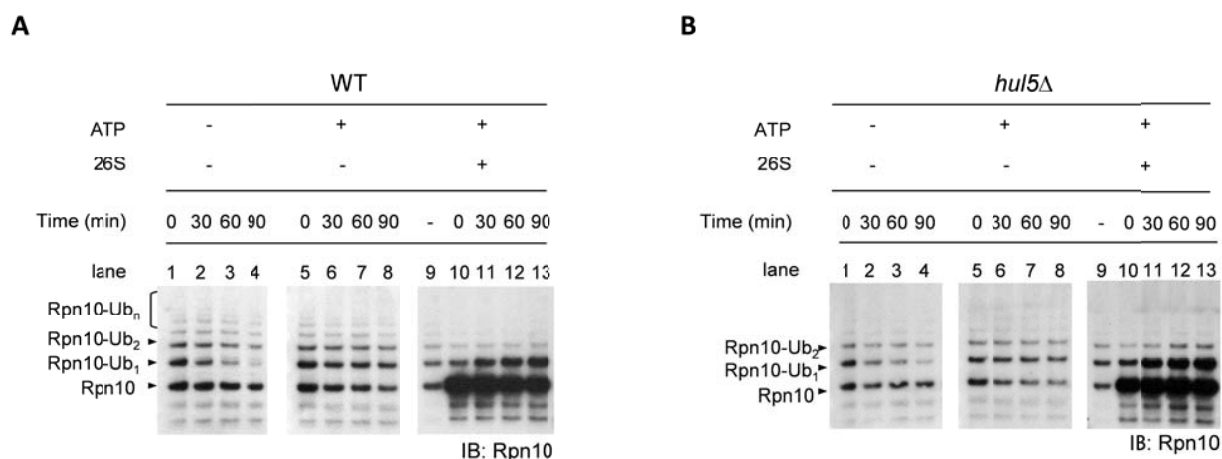 A
WT
ATP - + +
26S - - +
Time (min) 0 30 60 90 0 30 60 90 - 0 30 60 90
lane 1 2 3 4 5 6 7 8 9 10 11 12 13
Rpn10-Ubn
Rpn10-Ub2
Rpn10-Ub1
Rpn10
IB: Rpn10
B
hul5Δ
ATP - + +
26S - - +
Time (min) 0 30 60 90 0 30 60 90 - 0 30 60 90
lane 1 2 3 4 5 6 7 8 9 10 11 12 13
Rpn10-Ub2
Rpn10-Ub1
Rpn10
IB: Rpn10